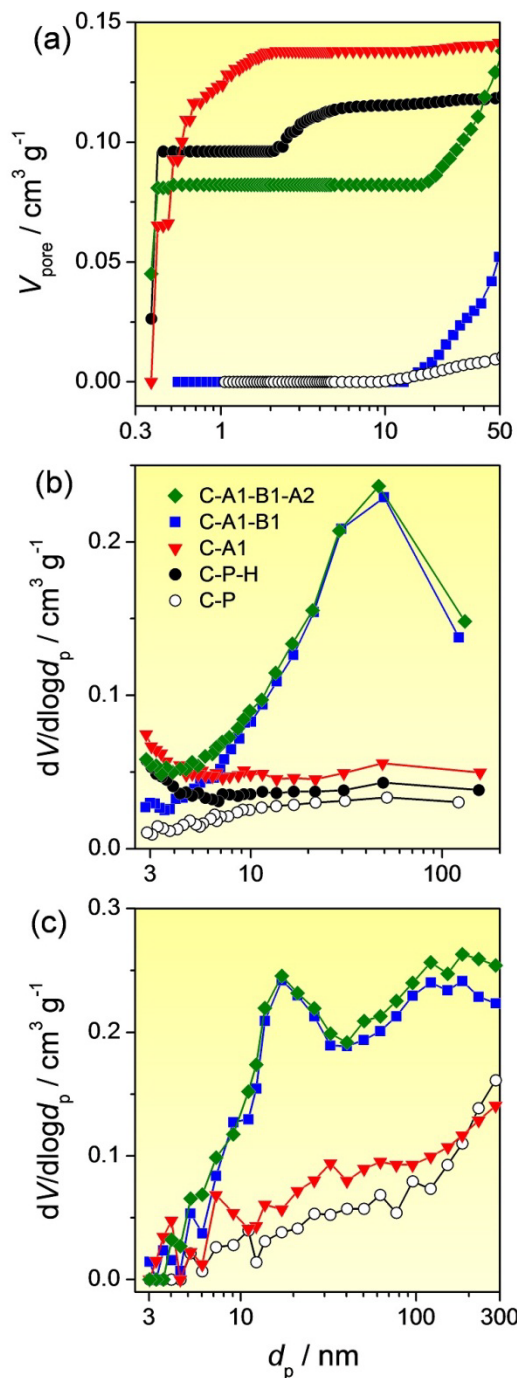 (a)
0.15
0.10
0.05
0.00
V_pore / cm³ g⁻¹
0.3 1 10 50
(b)
C-A1-B1-A2
C-A1-B1
C-A1
C-P-H
C-P
0.2
0.1
0.0
dV/dlogd_p / cm³ g⁻¹
3 10 100
(c)
0.3
0.2
0.1
0.0
dV/dlogd_p / cm³ g⁻¹
3 10 100 300
d_p / nm